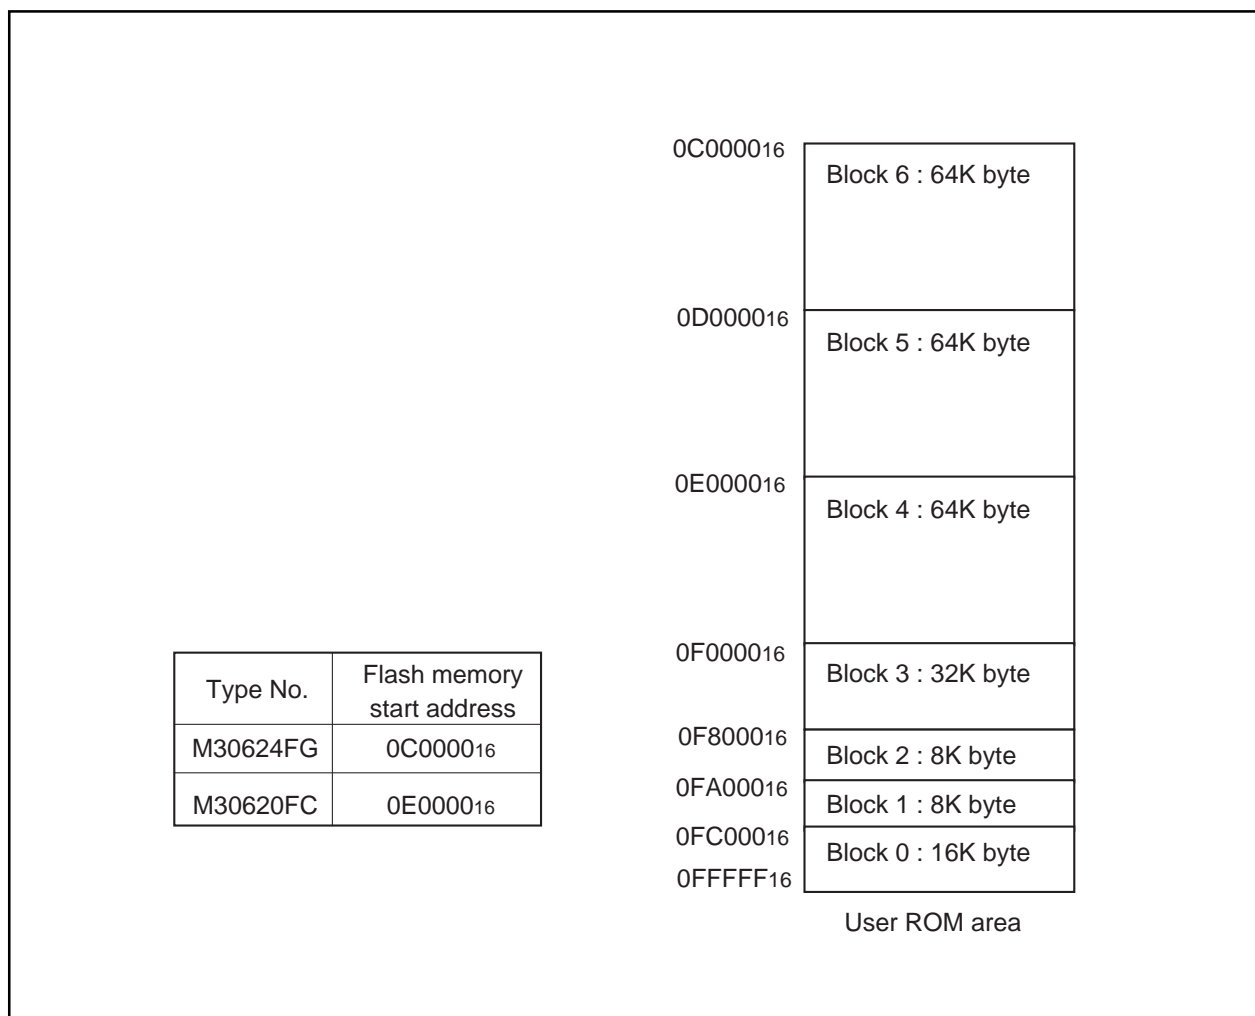 0C000016
Block 6 : 64K byte
0D000016
Block 5 : 64K byte
0E000016
Block 4 : 64K byte
0F000016
Block 3 : 32K byte
0F800016
Block 2 : 8K byte
0FA00016
Block 1 : 8K byte
0FC00016
Block 0 : 16K byte
0FFFFF16
User ROM area
Type No.
Flash memory
start address
M30624FG
0C000016
M30620FC
0E000016